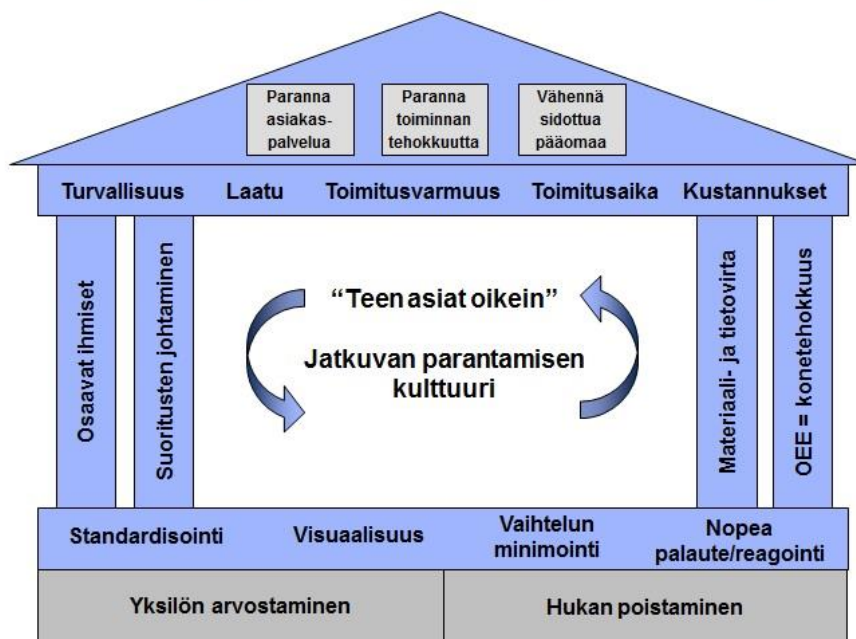 Paranna
asiakas-
palvelua
Paranna
toiminnan
tehokkuutta
Vähennä
sidottua
pääomaa
Turvallisuus Laatu Toimitusvarmuus Toimitusaika Kustannukset
Osaavat ihmiset
Suoritusten johtaminen
“Teen asiat oikein”
Jatkuvan parantamisen
kulttuuri
Materiaali- ja tietovirta
OEE = konetehokkuus
Standardisointi
Visuaalisuus
Vaihtelun
minimointi
Nopea
palaute/reagointi
Yksilön arvostaminen
Hukan poistaminen